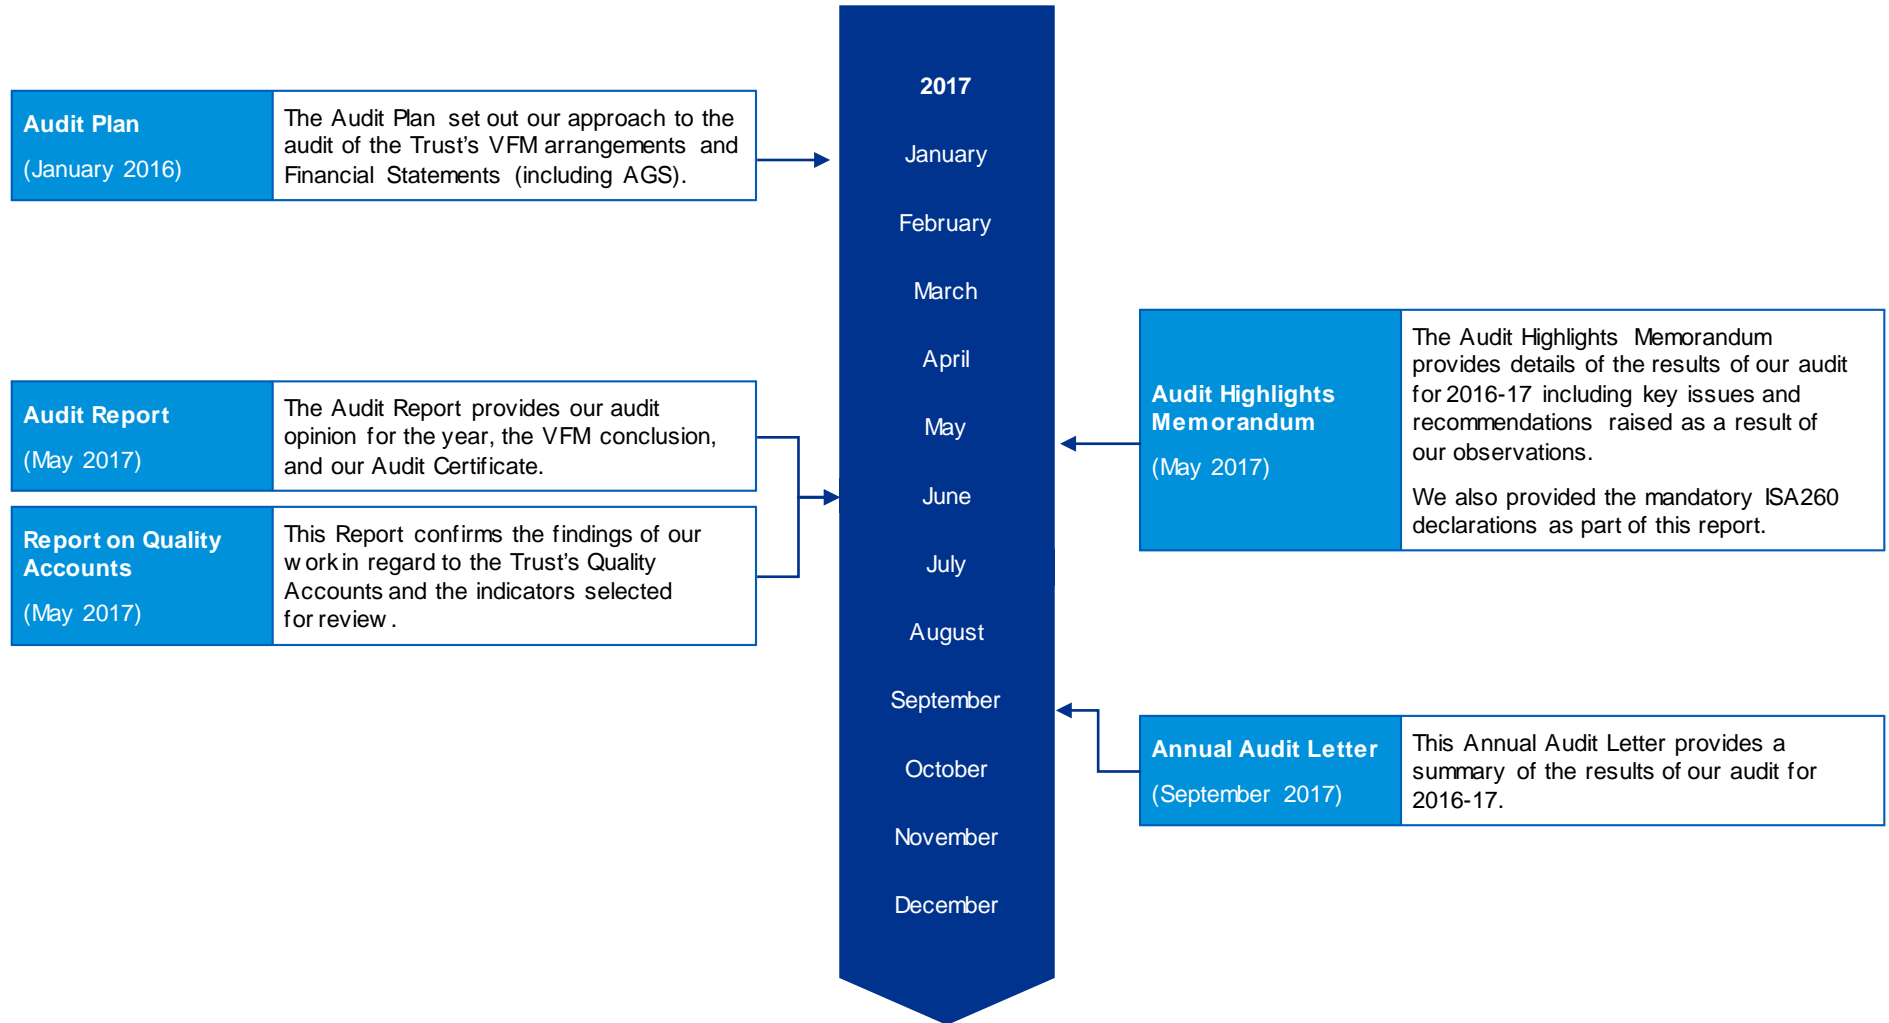 Audit Plan
(January 2016)
The Audit Plan set out our approach to the
audit of the Trust's VFM arrangements and
Financial Statements (including AGS).
Audit Report
(May 2017)
The Audit Report provides our audit
opinion for the year, the VFM conclusion,
and our Audit Certificate.
Report on Quality
Accounts
(May 2017)
This Report confirms the findings of our
work in regard to the Trust's Quality
Accounts and the indicators selected
for review.
2017
January
February
March
April
May
June
July
August
September
October
November
December
Audit Highlights
Memorandum
(May 2017)
The Audit Highlights Memorandum
provides details of the results of our audit
for 2016-17 including key issues and
recommendations raised as a result of
our observations.
We also provided the mandatory ISA260
declarations as part of this report.
Annual Audit Letter
(September 2017)
This Annual Audit Letter provides a
summary of the results of our audit for
2016-17.